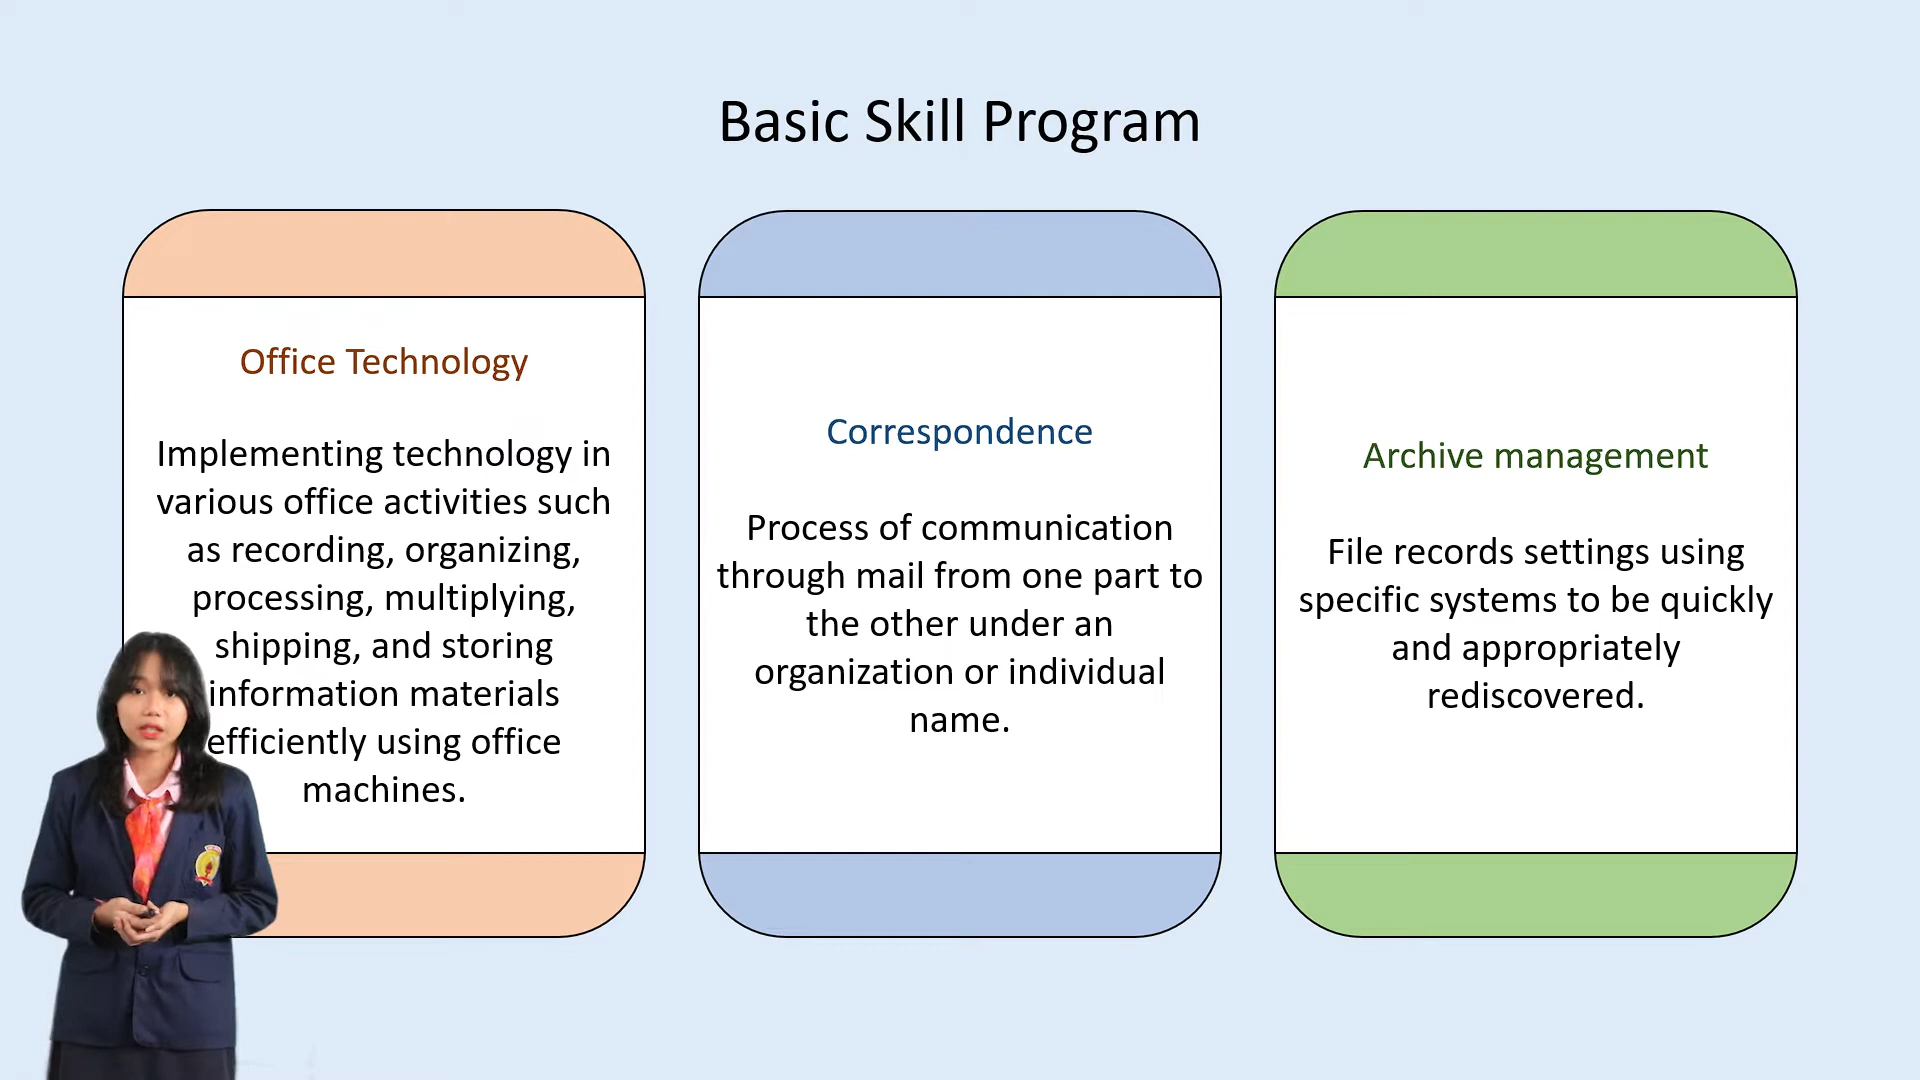 Basic Skill Program
Office Technology
Implementing technology in
various office activities such
as recording, organizing,
processing, multiplying,
shipping, and storing
information materials
efficiently using office
machines.
Correspondence
Process of communication
through mail from one part to
the other under an
organization or individual
name.
Archive management
File records settings using
specific systems to be quickly
and appropriately
rediscovered.